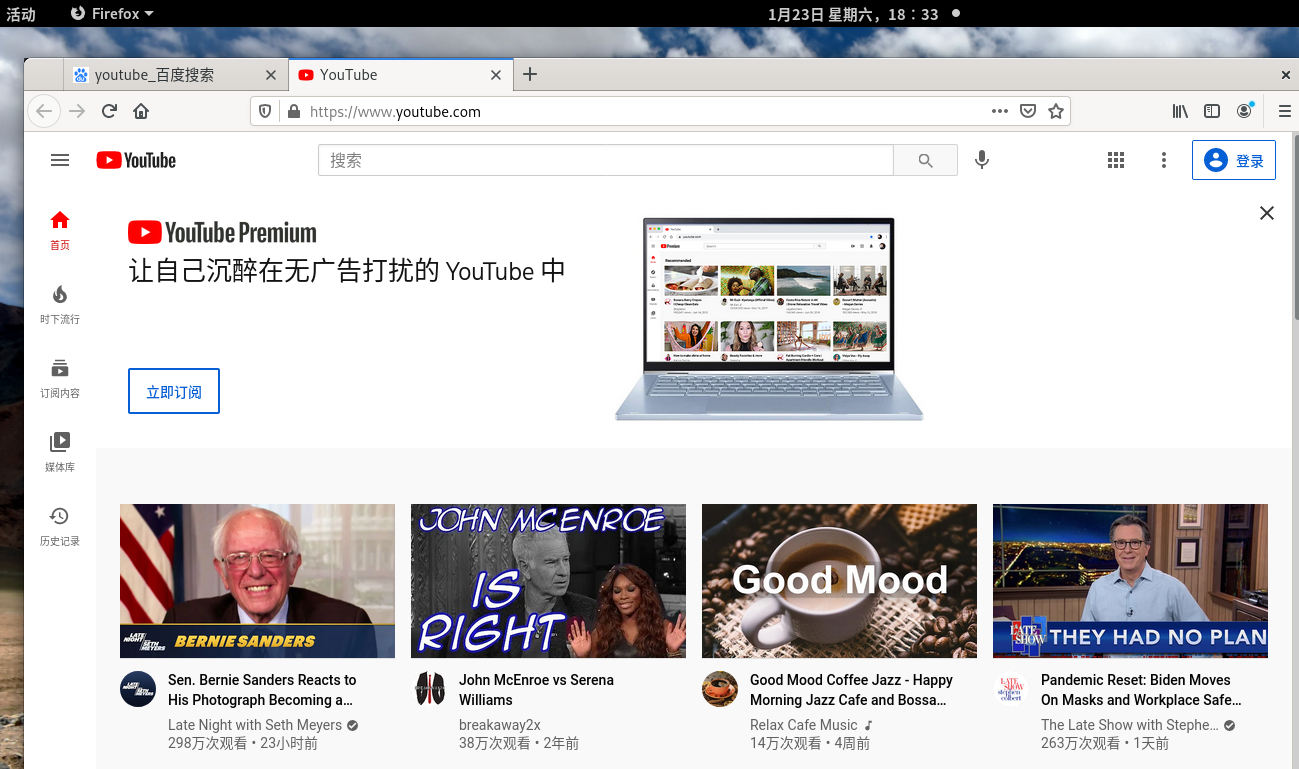 活动
Firefox
1月23日 星期六，18：33
youtube_百度搜索
YouTube
https://www.youtube.com
YouTube
搜索
登录
首页
时下流行
订阅内容
媒体库
历史记录
YouTube Premium
让自己沉醉在无广告打扰的 YouTube 中
立即订阅
Recommended
JOHN MCENROE
IS
RIGHT
Good Mood
LATE NIGHT WITH SETH MEYERS
BERNIE SANDERS
LATE SHOW
THEY HAD NO PLAN
Sen. Bernie Sanders Reacts to
His Photograph Becoming a...
Late Night with Seth Meyers
298万次观看 • 23小时前
John McEnroe vs Serena
Williams
breakaway2x
38万次观看 • 2年前
Good Mood Coffee Jazz - Happy
Morning Jazz Cafe and Bossa...
Relax Cafe Music
14万次观看 • 4周前
Pandemic Reset: Biden Moves
On Masks and Workplace Safe...
The Late Show with Stephe...
263万次观看 • 1天前